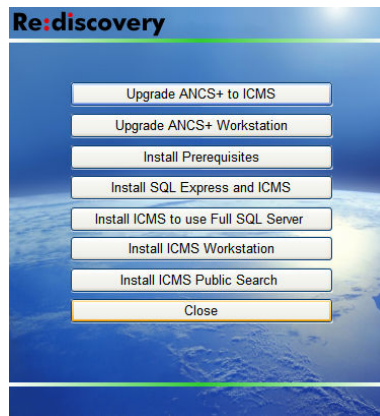 Re:discovery
Upgrade ANCS+ to ICMS
Upgrade ANCS+ Workstation
Install Prerequisites
Install SQL Express and ICMS
Install ICMS to use Full SQL Server
Install ICMS Workstation
Install ICMS Public Search
Close